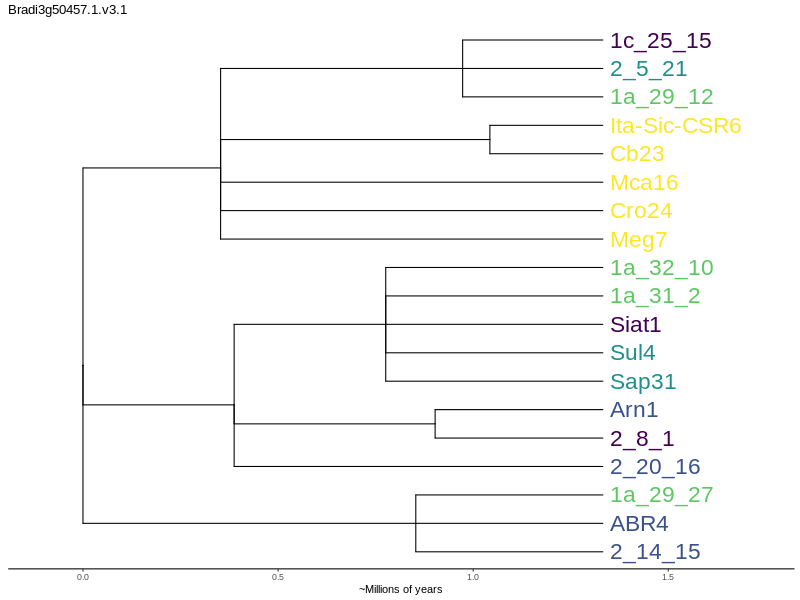 Bradi3g50457.1.v3.1
1c_25_15
2_5_21
1a_29_12
Ita-Sic-CSR6
Cb23
Mca16
Cro24
Meg7
1a_32_10
1a_31_2
Siat1
Sul4
Sap31
Arn1
2_8_1
2_20_16
1a_29_27
ABR4
2_14_15
0.0 0.5 1.0 1.5
~Millions of years